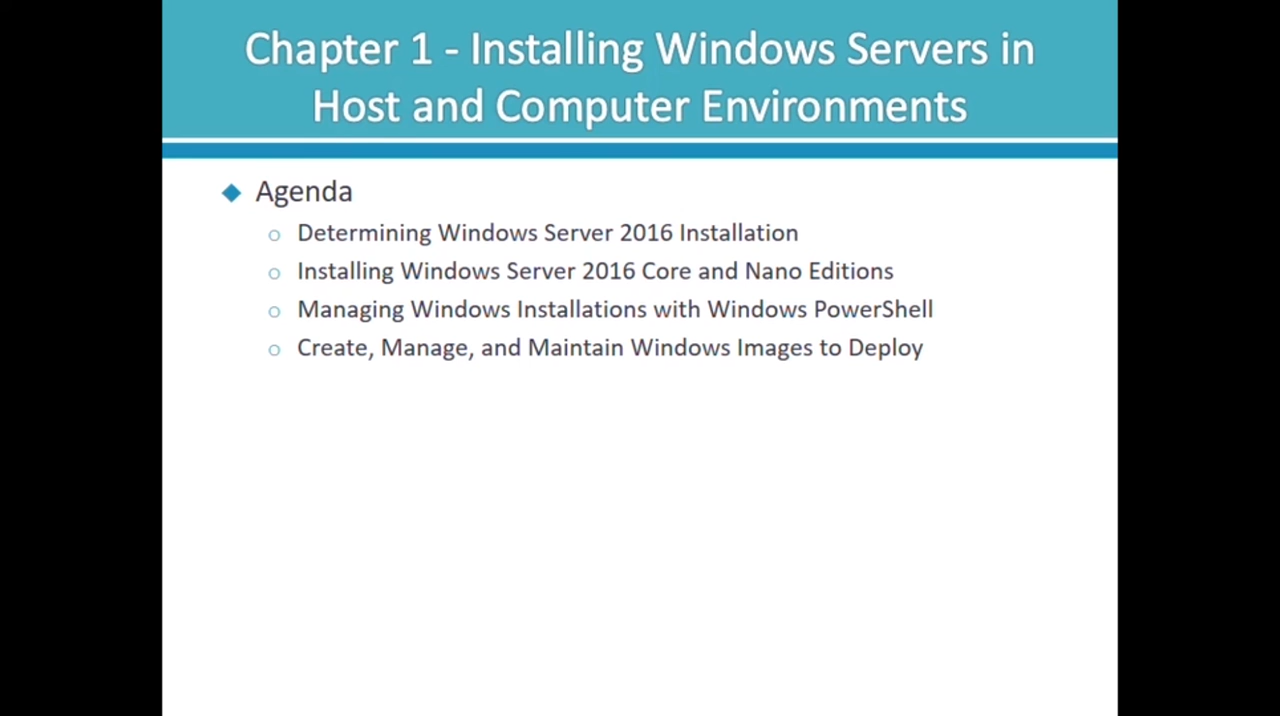 Chapter 1 - Installing Windows Servers in
Host and Computer Environments
Agenda
Determining Windows Server 2016 Installation
Installing Windows Server 2016 Core and Nano Editions
Managing Windows Installations with Windows PowerShell
Create, Manage, and Maintain Windows Images to Deploy